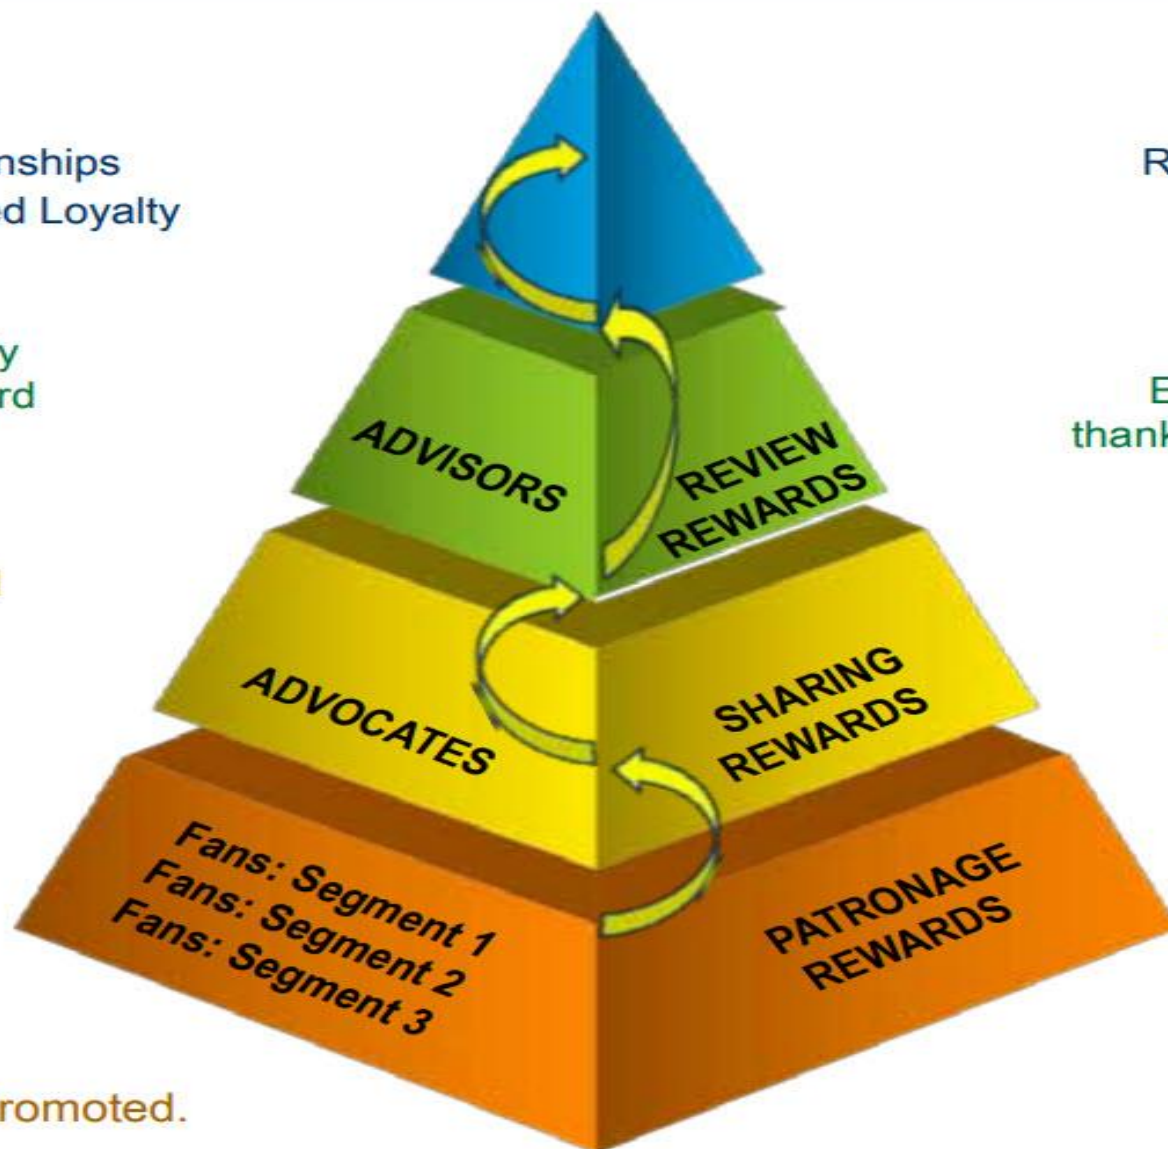 nships
ed Loyalty
R
y
rd
E
thank
ADVISORS
REVIEW
REWARDS
ADVOCATES
SHARING
REWARDS
Fans: Segment 1
Fans: Segment 2
Fans: Segment 3
PATRONAGE
REWARDS
romoted.